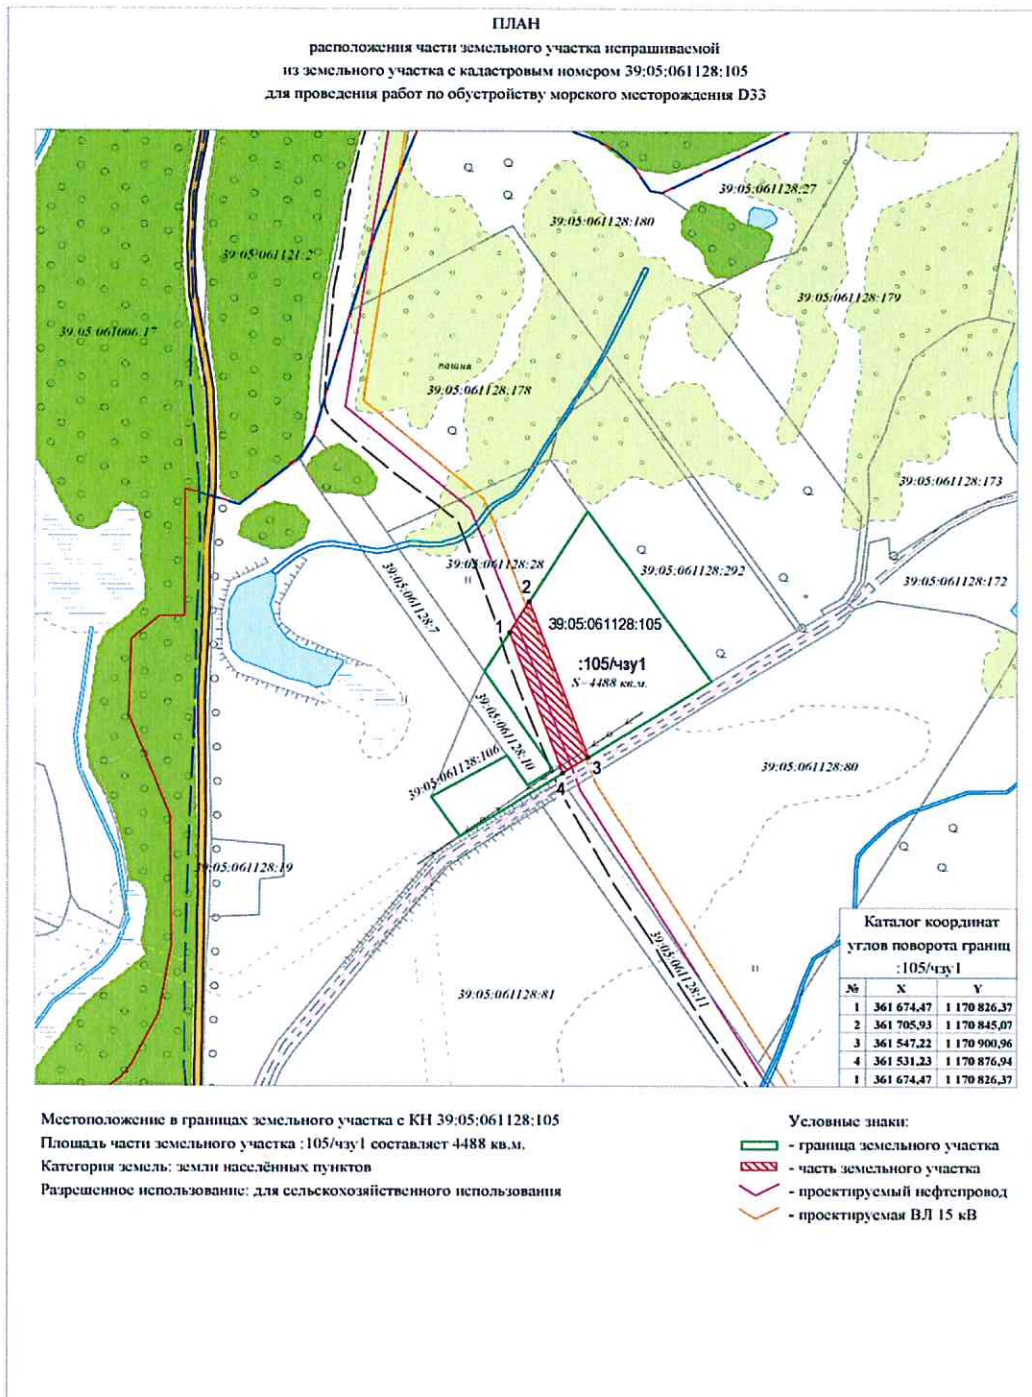 ПЛАН
расположения части земельного участка испрашиваемой
из земельного участка с кадастровым номером 39:05:061128:105
для проведения работ по обустройству морского месторождения D33
39:05:061128:27
39:05:061128:180
39:05:061121:2
39:05:061128:179
39:05:061006:17
пашня
39:05:061128:178
39:05:061128:173
39:05:061128:28
39:05:061128:292
39:05:061128:172
39:05:061128:7
2
1
39:05:061128:105
:105/чзу1
S=4488 кв.м.
39:05:061128:10
39:05:061128:106
3
4
39:05:061128:80
39:05:061128:19
39:05:061128:11
39:05:061128:81
Каталог координат
углов поворота границ
:105/чзу1
№ X Y
1 361 674,47 1 170 826,37
2 361 705,93 1 170 845,07
3 361 547,22 1 170 900,96
4 361 531,23 1 170 876,94
1 361 674,47 1 170 826,37
Местоположение в границах земельного участка с КН 39:05:061128:105
Площадь части земельного участка :105/чзу1 составляет 4488 кв.м.
Категория земель: земли населённых пунктов
Разрешенное использование: для сельскохозяйственного использования
Условные знаки:
- граница земельного участка
- часть земельного участка
- проектируемый нефтепровод
- проектируемая ВЛ 15 кВ